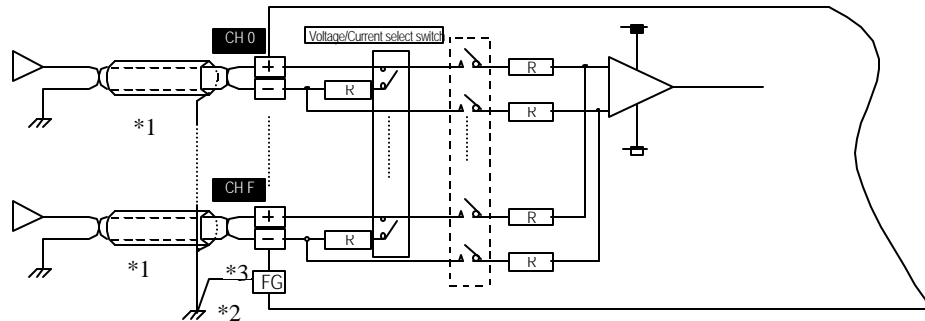 CH 0
Voltage/Current select switch
+
R
−
R
*1
R
CH F
+
R
−
R
*1
*3
FG
R
*2